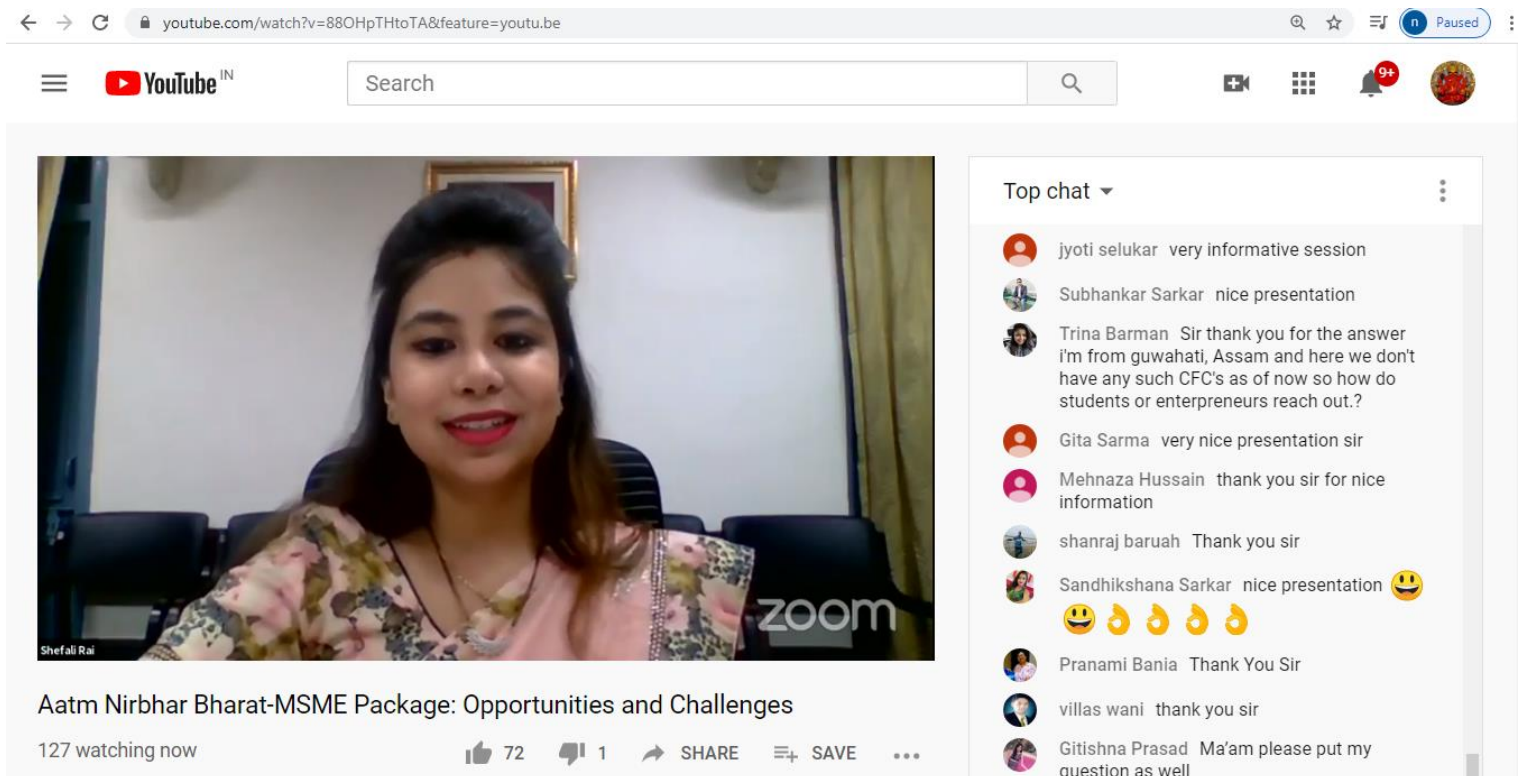 youtube.com/watch?v=88OHpTHtoTA&feature=youtu.be
n Paused
YouTube IN
Search
9+
zoom
Shefali Rai
Aatm Nirbhar Bharat-MSME Package: Opportunities and Challenges
127 watching now
72
1
SHARE
SAVE
Top chat
jyoti selukar very informative session
Subhankar Sarkar nice presentation
Trina Barman Sir thank you for the answer
i'm from guwahati, Assam and here we don't
have any such CFC's as of now so how do
students or enterpreneurs reach out.?
Gita Sarma very nice presentation sir
Mehnaza Hussain thank you sir for nice
information
shanraj baruah Thank you sir
Sandhikshana Sarkar nice presentation 😃
😃👌👌👌👌
Pranami Bania Thank You Sir
villas wani thank you sir
Gitishna Prasad Ma'am please put my
question as well